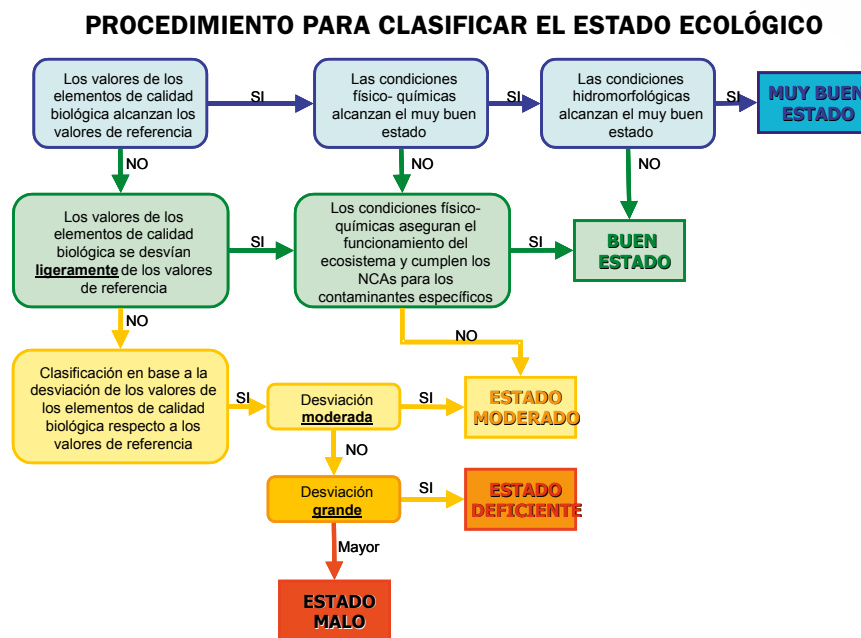 PROCEDIMIENTO PARA CLASIFICAR EL ESTADO ECOLÓGICO
Los valores de los
elementos de calidad
biológica alcanzan los
valores de referencia
SI
Las condiciones
físico- químicas
alcanzan el muy buen
estado
SI
Las condiciones
hidromorfológicas
alcanzan el muy buen
estado
SI
MUY BUEN
ESTADO
NO
NO
NO
Los valores de los
elementos de calidad
biológica se desvían
ligeramente de los valores
de referencia
SI
Los condiciones físico-
químicas aseguran el
funcionamiento del
ecosistema y cumplen los
NCAs para los
contaminantes específicos
SI
BUEN
ESTADO
NO
NO
Clasificación en base a la
desviación de los valores de
los elementos de calidad
biológica respecto a los
valores de referencia
SI
Desviación
moderada
SI
ESTADO
MODERADO
NO
Desviación
grande
SI
ESTADO
DEFICIENTE
Mayor
ESTADO
MALO